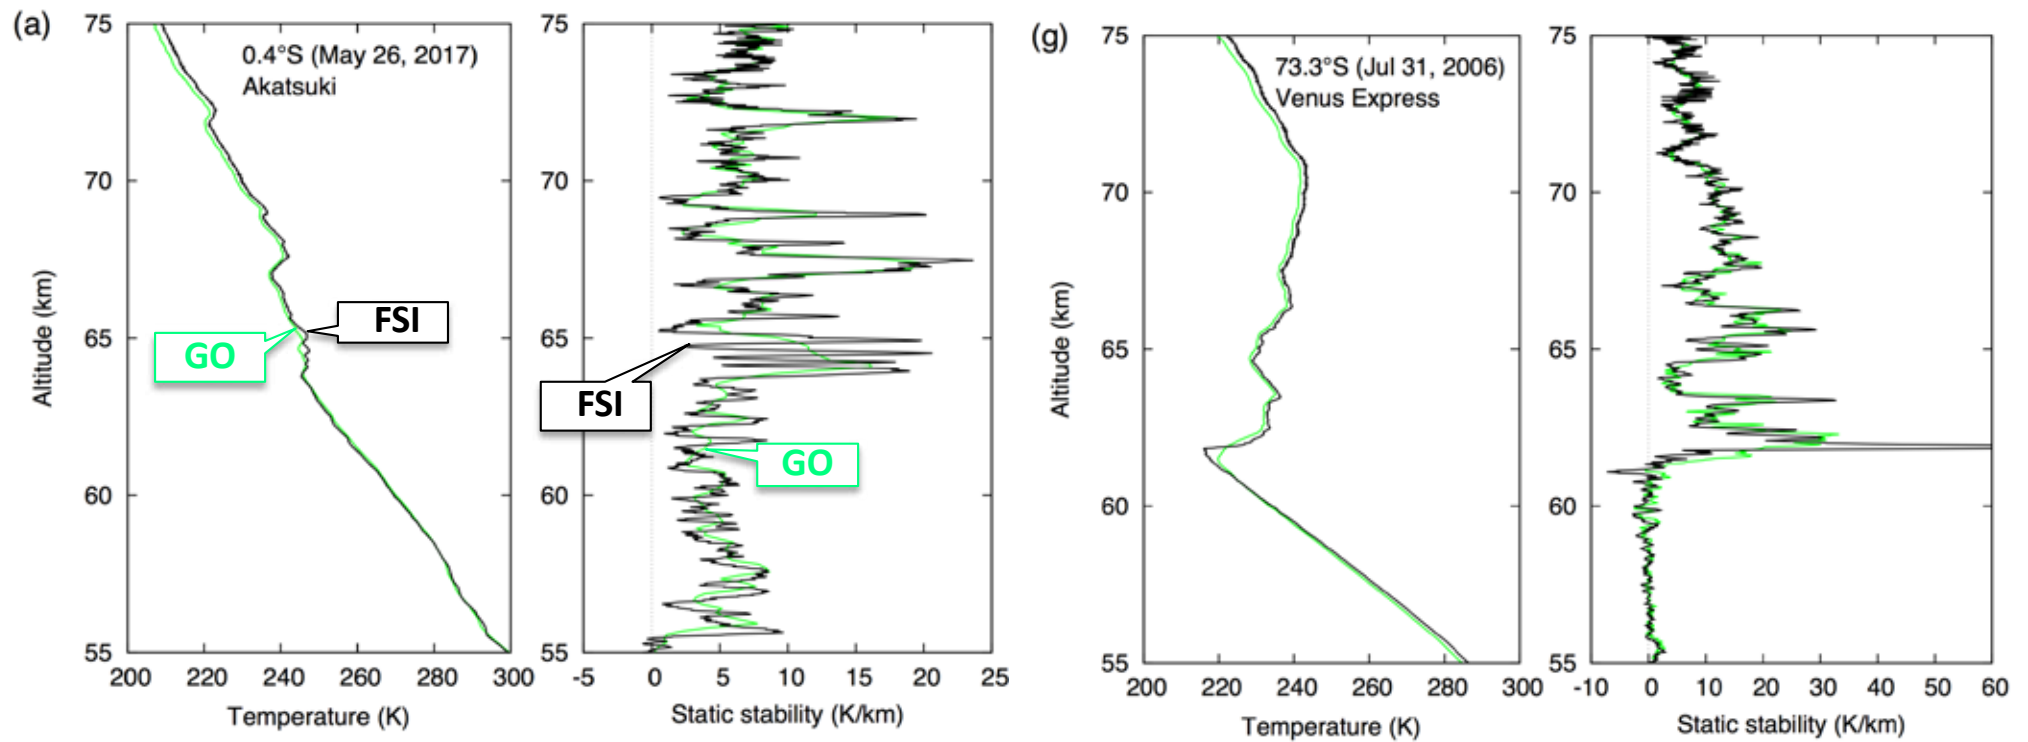 (a)
75
70
65
60
55
Altitude (km)
200 220 240 260 280 300
Temperature (K)
0.4°S (May 26, 2017)
Akatsuki
GO
FSI
75
70
65
60
55
-5 0 5 10 15 20 25
Static stability (K/km)
FSI
GO
(g)
75
70
65
60
55
Altitude (km)
200 220 240 260 280 300
Temperature (K)
73.3°S (Jul 31, 2006)
Venus Express
75
70
65
60
55
-10 0 10 20 30 40 50 60
Static stability (K/km)